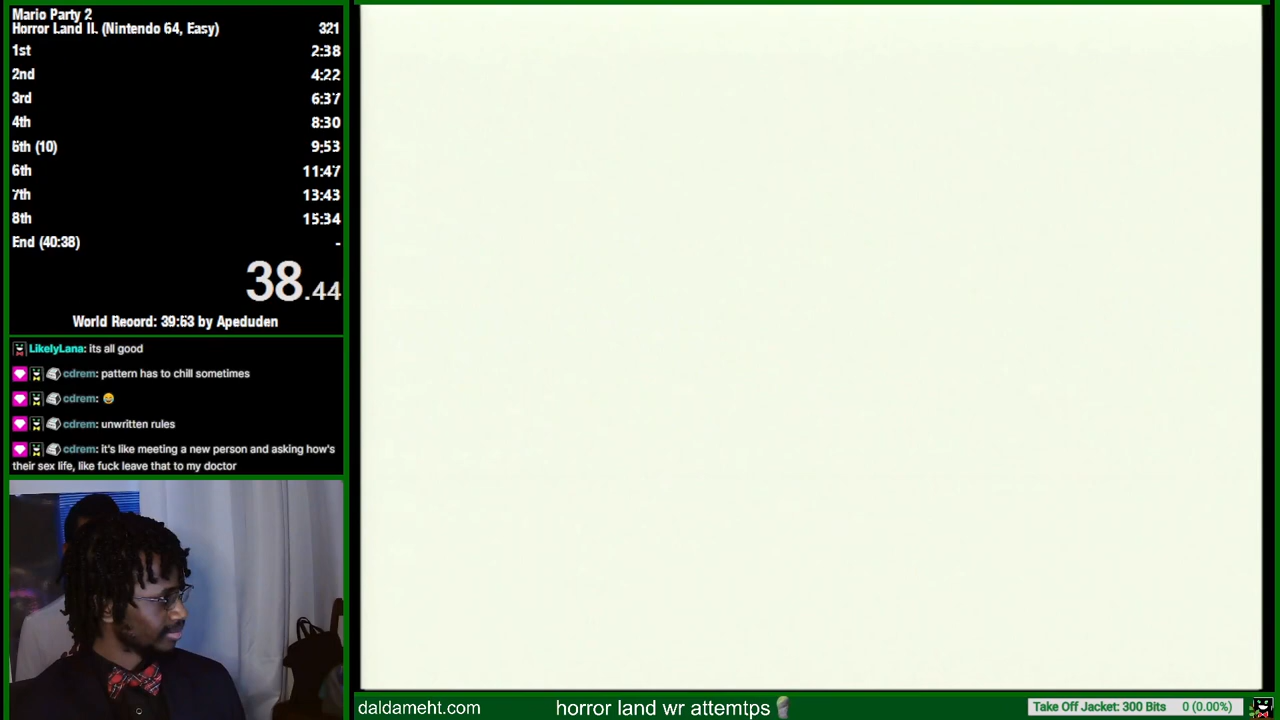 Mario Party 2
Horror Land II. (Nintendo 64, Easy) 321
1st 2:38
2nd 4:22
3rd 6:37
4th 8:30
5th (10) 9:53
6th 11:47
7th 13:43
8th 15:34
End (40:38) -
38.44
World Record: 39:53 by Apeduden
LikelyLana: its all good
cdrem: pattern has to chill sometimes
cdrem: 😅
cdrem: unwritten rules
cdrem: it's like meeting a new person and asking how's
their sex life, like fuck leave that to my doctor
daldameht.com horror land wr attemtps Take Off Jacket: 300 Bits 0 (0.00%)